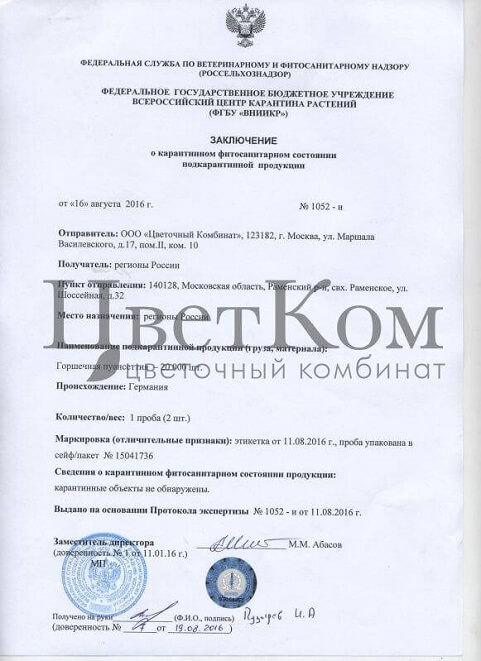 ФЕДЕРАЛЬНАЯ СЛУЖБА ПО ВЕТЕРИНАРНОМУ И ФИТОСАНИТАРНОМУ НАДЗОРУ
(РОССЕЛЬХОЗНАДЗОР)
ФЕДЕРАЛЬНОЕ ГОСУДАРСТВЕННОЕ БЮДЖЕТНОЕ УЧРЕЖДЕНИЕ
ВСЕРОССИЙСКИЙ ЦЕНТР КАРАНТИНА РАСТЕНИЙ
(ФГБУ «ВНИИКР»)
ЗАКЛЮЧЕНИЕ
о карантинном фитосанитарном состоянии
подкарантинной продукции
от «16» августа 2016 г. № 1052 - и
Отправитель: ООО «Цветочный Комбинат», 123182, г. Москва, ул. Маршала
Василевского, д.17, пом.II, ком. 10
Получатель: регионы России
Пункт отправления: 140128, Московская область, Раменский р-н, свх. Раменское, ул.
Шоссейная, д.32
Место назначения: регионы России
ЦветКом
Наименование подкарантинной продукции (груза, материала):
цветочный комбинат
Горшечная пуансеттия – 20 000 шт.
Происхождение: Германия
Количество/вес: 1 проба (2 шт.)
Маркировка (отличительные признаки): этикетка от 11.08.2016 г., проба упакована в
сейф/пакет № 15041736
Сведения о карантинном фитосанитарном состоянии продукции:
карантинные объекты не обнаружены.
Выдано на основании Протокола экспертизы № 1052 - и от 11.08.2016 г.
Заместитель директора М.М. Абасов
(доверенность № 1 от 11.01.16 г.)
МП
Получено на руки (Ф.И.О., подпись) И. А
(доверенность № от 19.08.2016 )